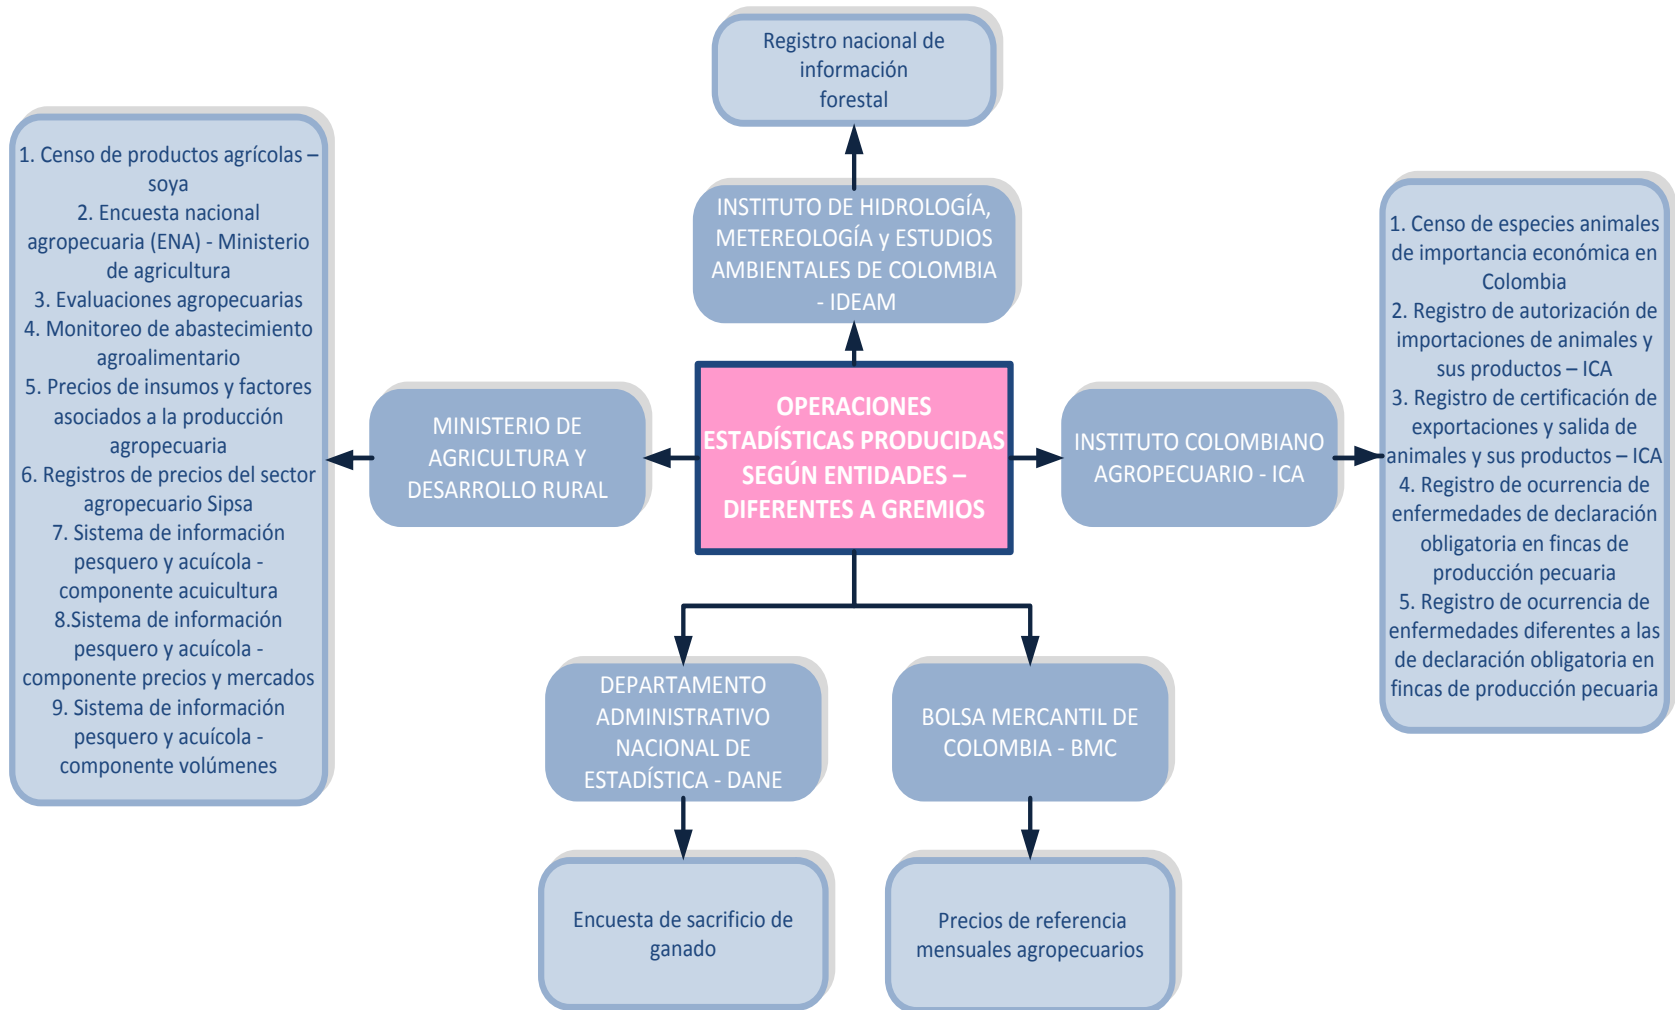 Registro nacional de
información
forestal
INSTITUTO DE HIDROLOGÍA,
METEREOLOGÍA y ESTUDIOS
AMBIENTALES DE COLOMBIA
- IDEAM
1. Censo de productos agrícolas –
soya
2. Encuesta nacional
agropecuaria (ENA) - Ministerio
de agricultura
3. Evaluaciones agropecuarias
4. Monitoreo de abastecimiento
agroalimentario
5. Precios de insumos y factores
asociados a la producción
agropecuaria
6. Registros de precios del sector
agropecuario Sipsa
7. Sistema de información
pesquero y acuícola -
componente acuicultura
8.Sistema de información
pesquero y acuícola -
componente precios y mercados
9. Sistema de información
pesquero y acuícola -
componente volúmenes
MINISTERIO DE
AGRICULTURA Y
DESARROLLO RURAL
OPERACIONES
ESTADÍSTICAS PRODUCIDAS
SEGÚN ENTIDADES –
DIFERENTES A GREMIOS
INSTITUTO COLOMBIANO
AGROPECUARIO - ICA
1. Censo de especies animales
de importancia económica en
Colombia
2. Registro de autorización de
importaciones de animales y
sus productos – ICA
3. Registro de certificación de
exportaciones y salida de
animales y sus productos – ICA
4. Registro de ocurrencia de
enfermedades de declaración
obligatoria en fincas de
producción pecuaria
5. Registro de ocurrencia de
enfermedades diferentes a las
de declaración obligatoria en
fincas de producción pecuaria
DEPARTAMENTO
ADMINISTRATIVO
NACIONAL DE
ESTADÍSTICA - DANE
BOLSA MERCANTIL DE
COLOMBIA - BMC
Encuesta de sacrificio de
ganado
Precios de referencia
mensuales agropecuarios